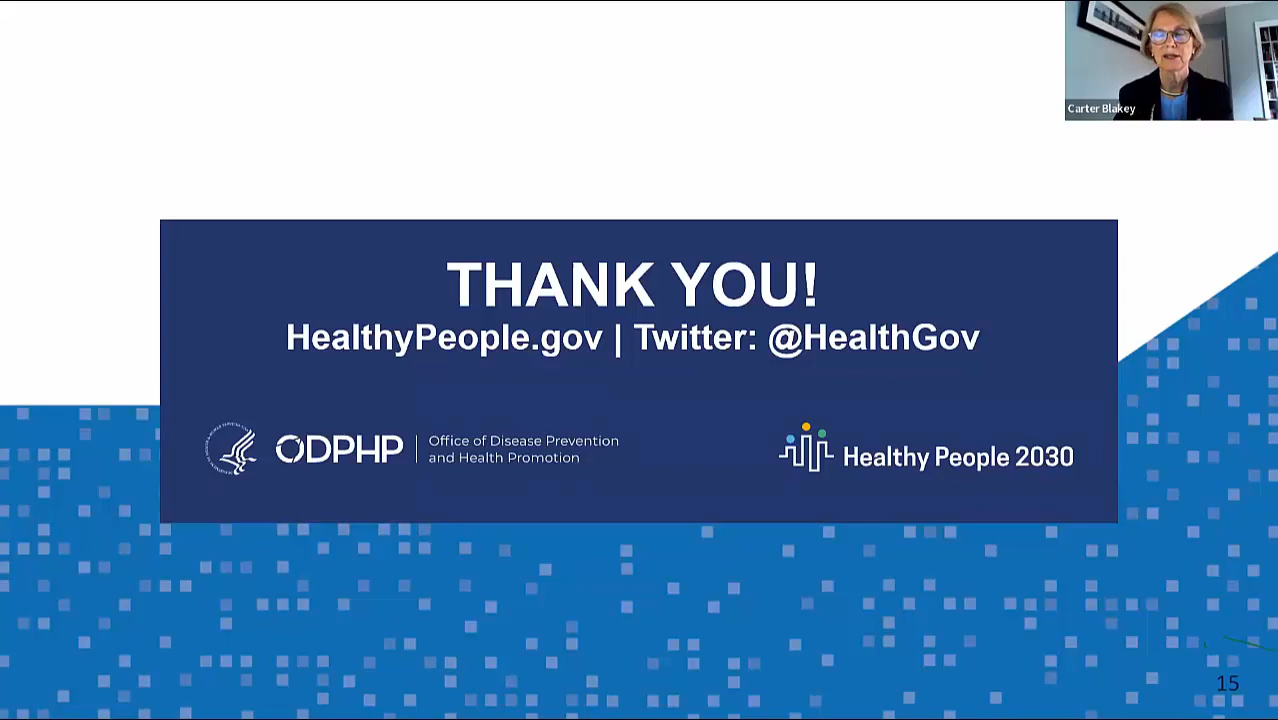 Carter Blakey
THANK YOU!
HealthyPeople.gov | Twitter: @HealthGov
ODPHP
Office of Disease Prevention
and Health Promotion
Healthy People 2030
15